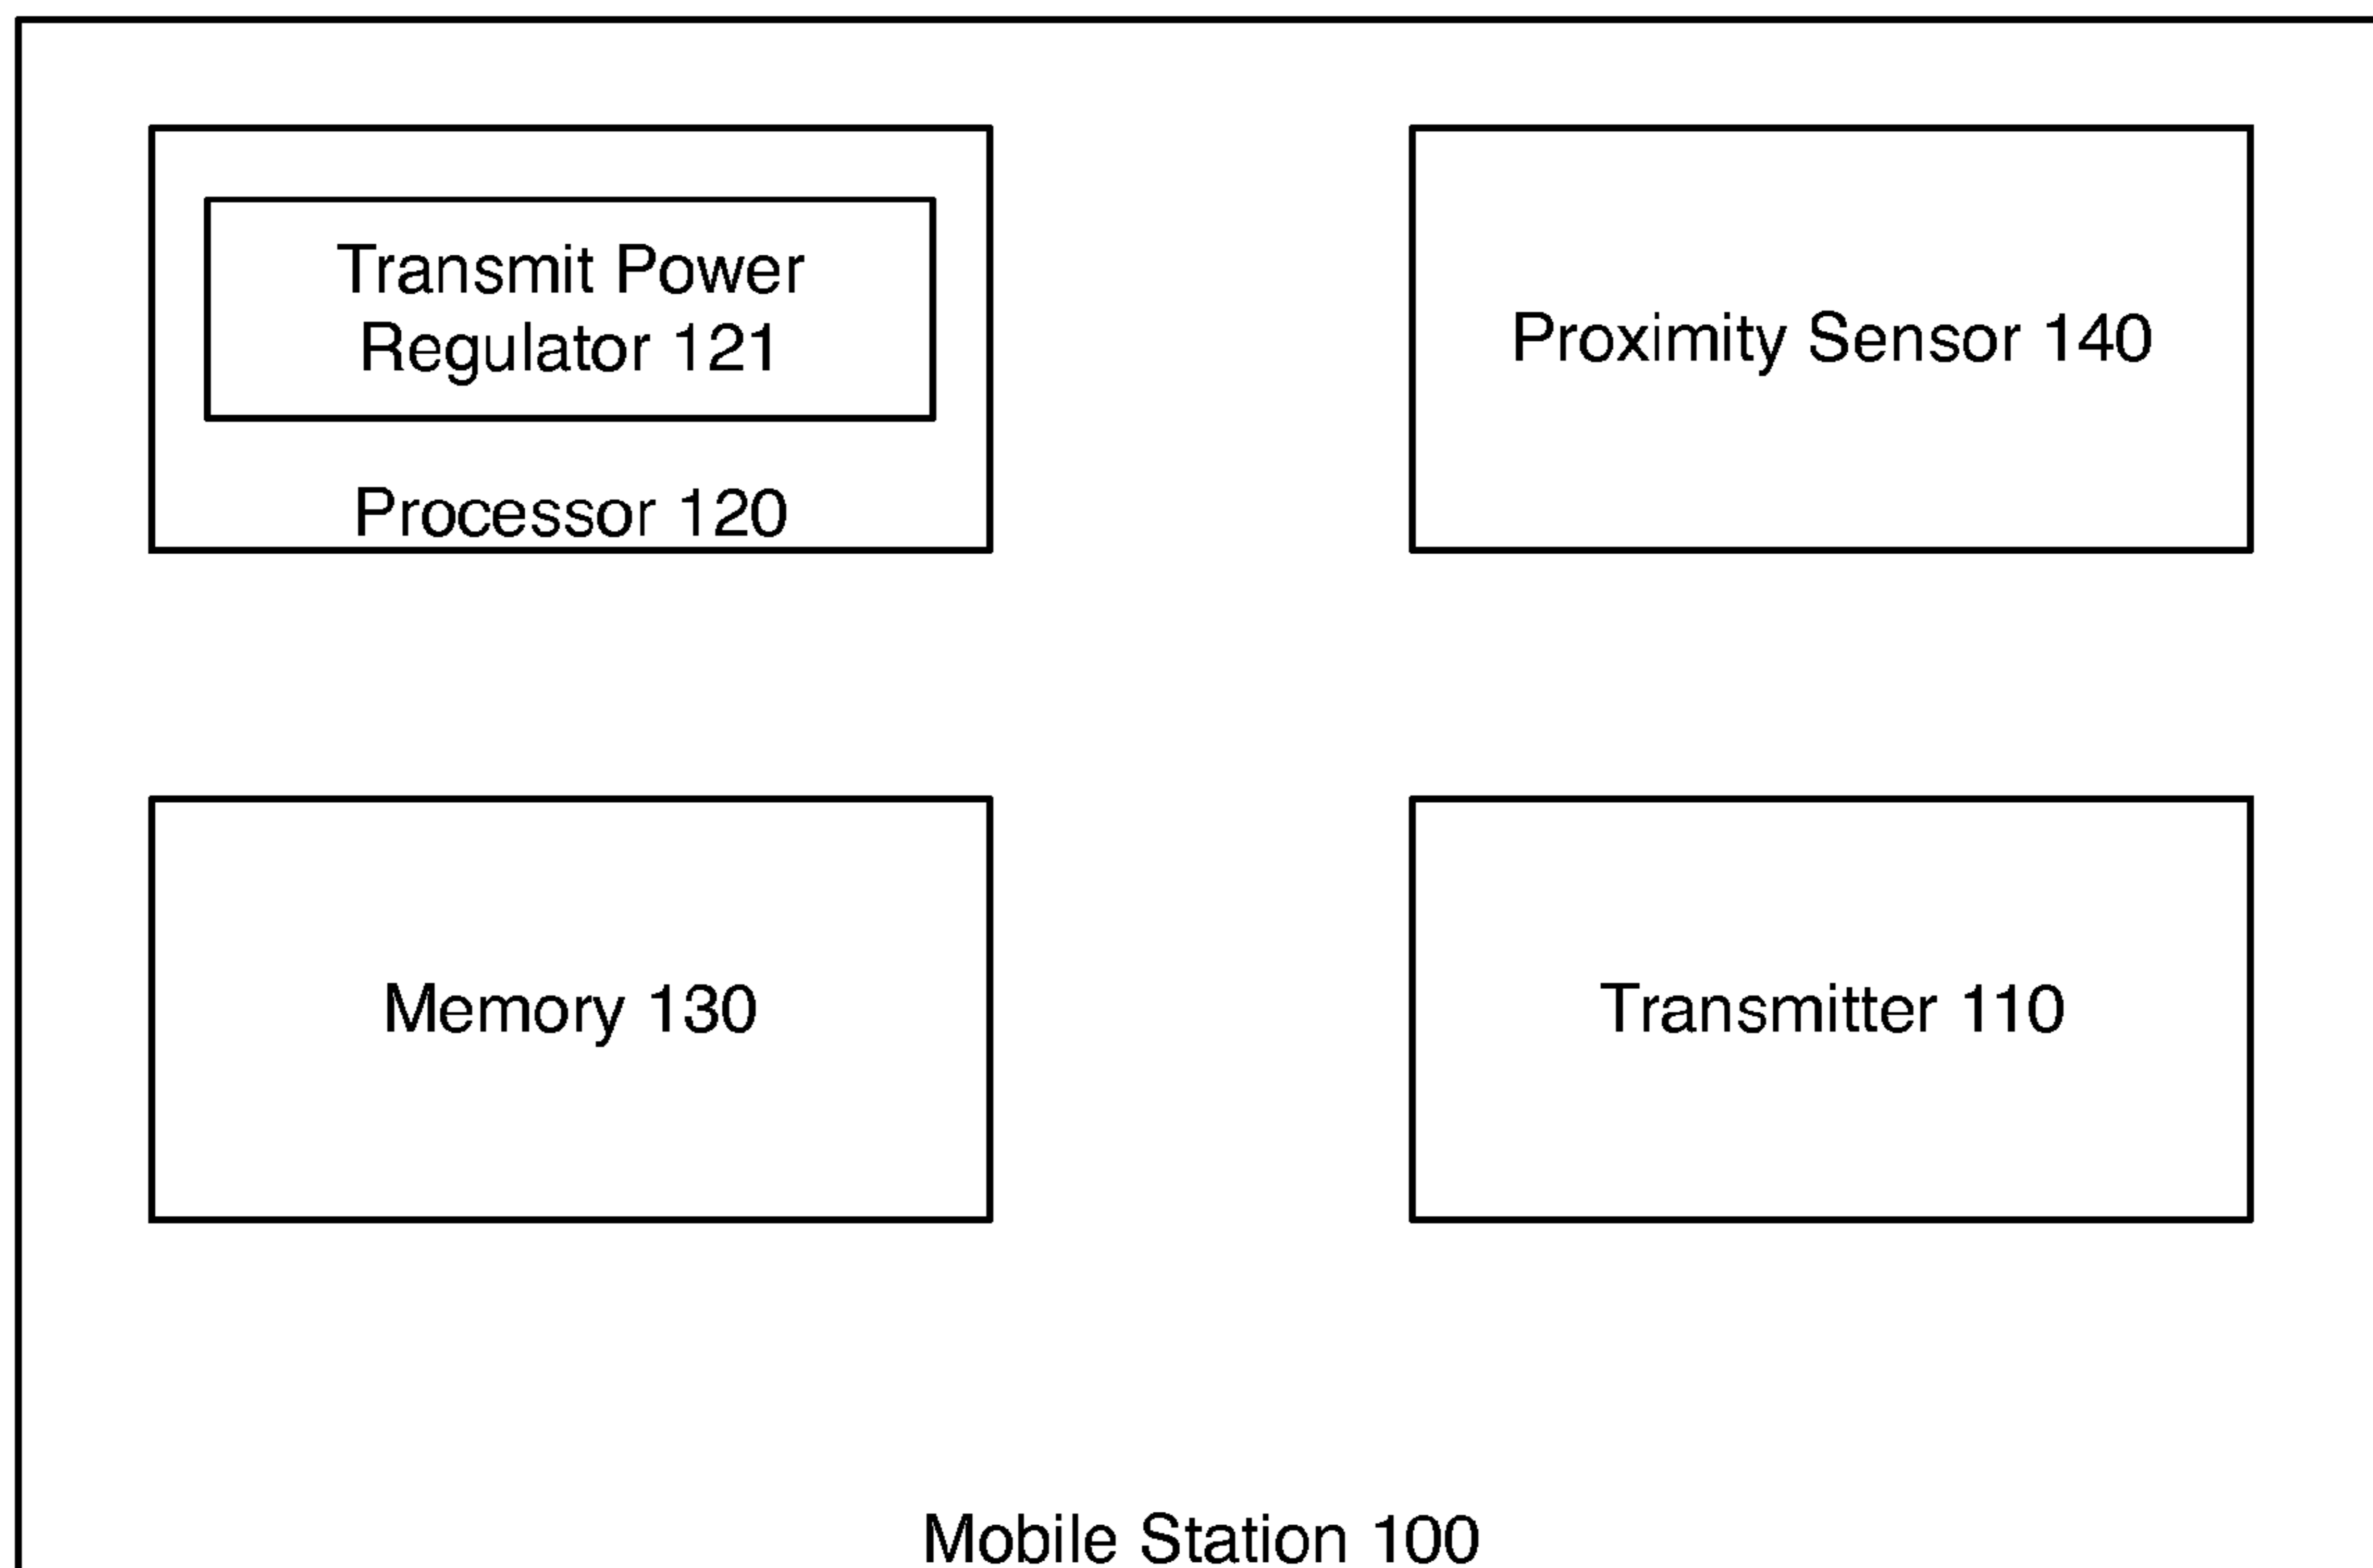 Transmit Power
Regulator 121
Processor 120
Proximity Sensor 140
Memory 130
Transmitter 110
Mobile Station 100